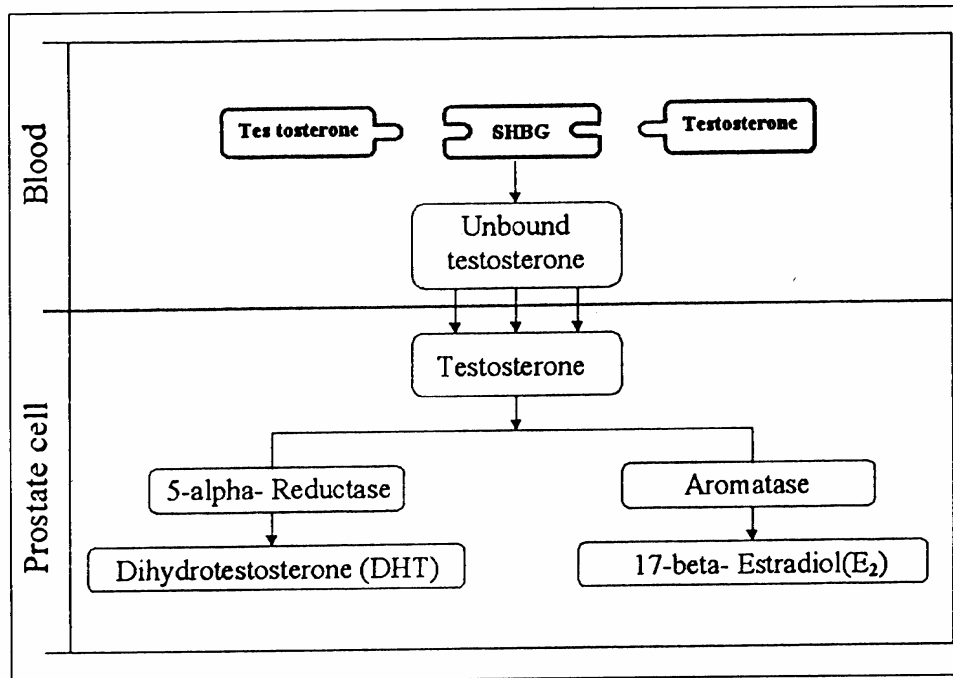 Blood
Tes tosterone
SHBG
Testosterone
Unbound
testosterone
Prostate cell
Testosterone
5-alpha- Reductase
Aromatase
Dihydrotestosterone (DHT)
17-beta- Estradiol(E₂)